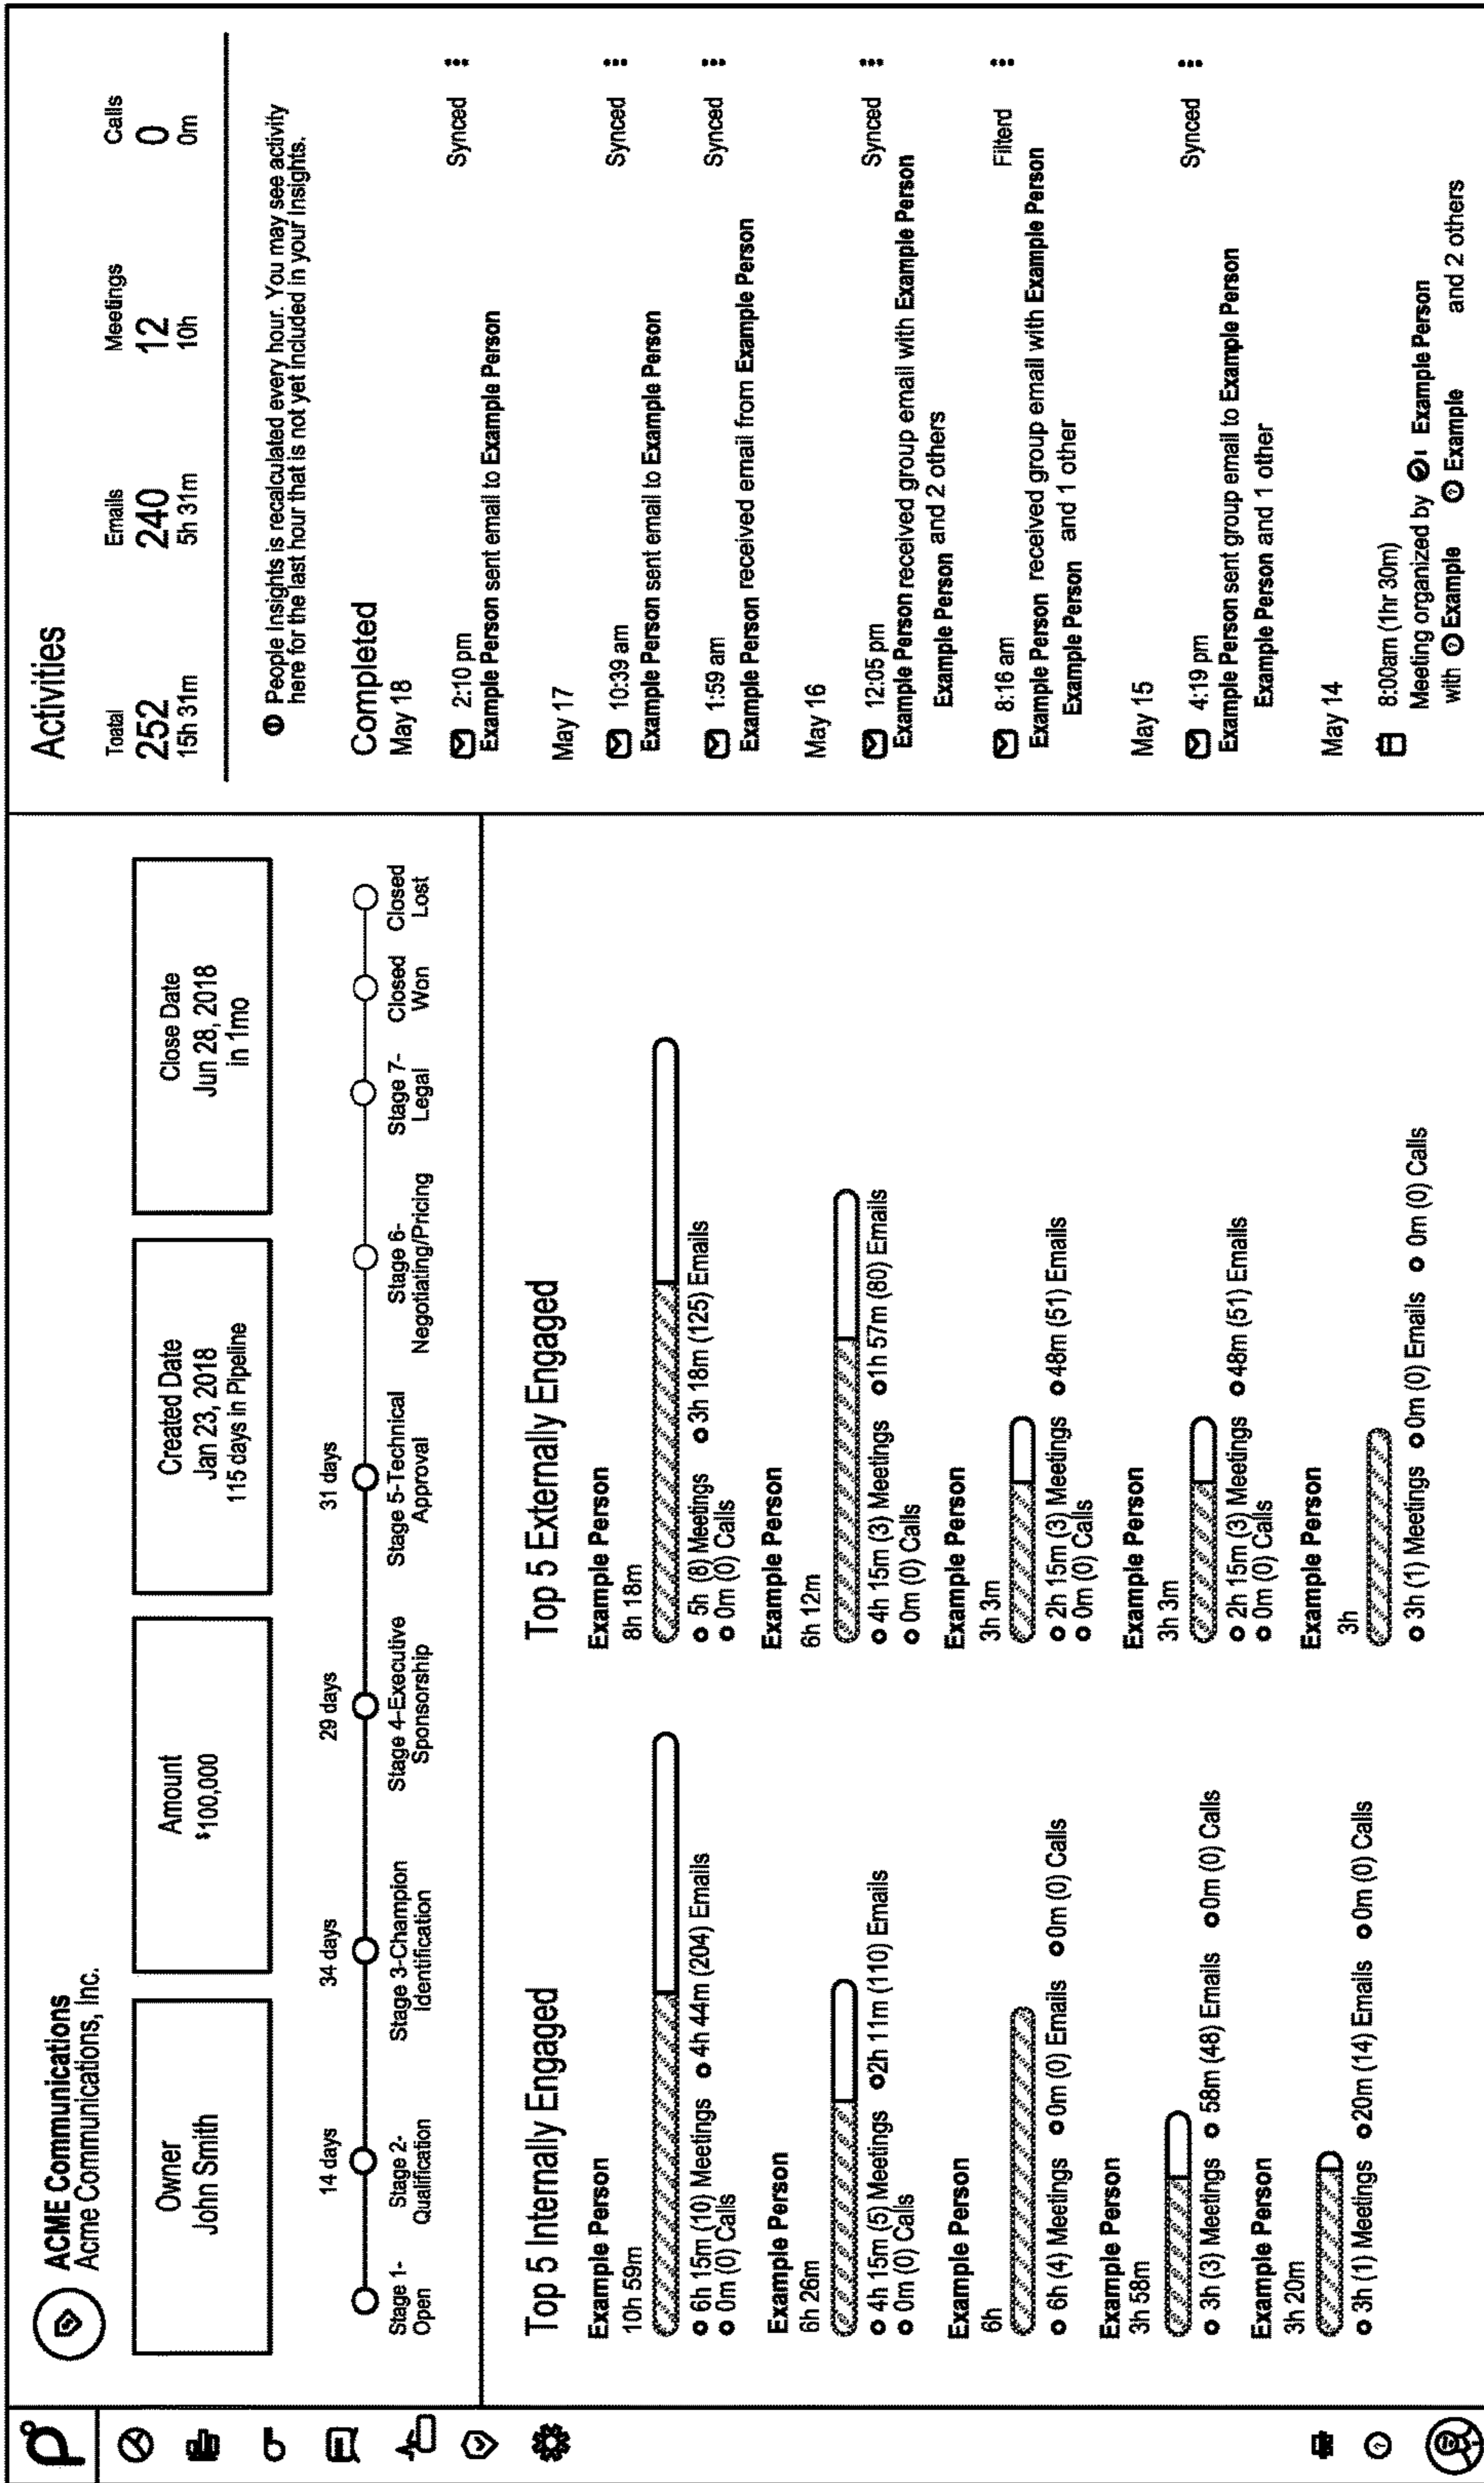 ACME Communications
Acme Communications, Inc.
Owner
John Smith
Amount
$100,000
Created Date
Jan 23, 2018
115 days in Pipeline
Close Date
Jun 28, 2018
in 1mo
14 days
34 days
29 days
31 days
Stage 1-
Open
Stage 2-
Qualification
Stage 3-Champion
Identification
Stage 4-Executive
Sponsorship
Stage 5-Technical
Approval
Stage 6-
Negotiating/Pricing
Stage 7-
Legal
Closed
Won
Closed
Lost
Top 5 Internally Engaged
Example Person
10h 59m
6h 15m (10) Meetings
4h 44m (204) Emails
0m (0) Calls
Example Person
6h 26m
4h 15m (5) Meetings
2h 11m (110) Emails
0m (0) Calls
Example Person
6h
6h (4) Meetings
0m (0) Emails
0m (0) Calls
Example Person
3h 58m
3h (3) Meetings
58m (48) Emails
0m (0) Calls
Example Person
3h 20m
3h (1) Meetings
20m (14) Emails
0m (0) Calls
Top 5 Externally Engaged
Example Person
8h 18m
5h (8) Meetings
3h 18m (125) Emails
0m (0) Calls
Example Person
6h 12m
4h 15m (3) Meetings
1h 57m (80) Emails
0m (0) Calls
Example Person
3h 3m
2h 15m (3) Meetings
48m (51) Emails
0m (0) Calls
Example Person
3h 3m
2h 15m (3) Meetings
48m (51) Emails
0m (0) Calls
Example Person
3h
3h (1) Meetings
0m (0) Emails
0m (0) Calls
Activities
Toatal
252
15h 31m
Emails
240
5h 31m
Meetings
12
10h
Calls
0
0m
People Insights is recalculated every hour. You may see activity
here for the last hour that is not yet included in your insights.
Completed
May 18
2:10 pm
Synced
Example Person sent email to Example Person
May 17
10:39 am
Synced
Example Person sent email to Example Person
1:59 am
Synced
Example Person received email from Example Person
May 16
12:05 pm
Synced
Example Person received group email with Example Person
Example Person and 2 others
8:16 am
Filterd
Example Person received group email with Example Person
Example Person and 1 other
May 15
4:19 pm
Synced
Example Person sent group email to Example Person
Example Person and 1 other
May 14
8:00am (1hr 30m)
Meeting organized by Example Person
with Example Example and 2 others